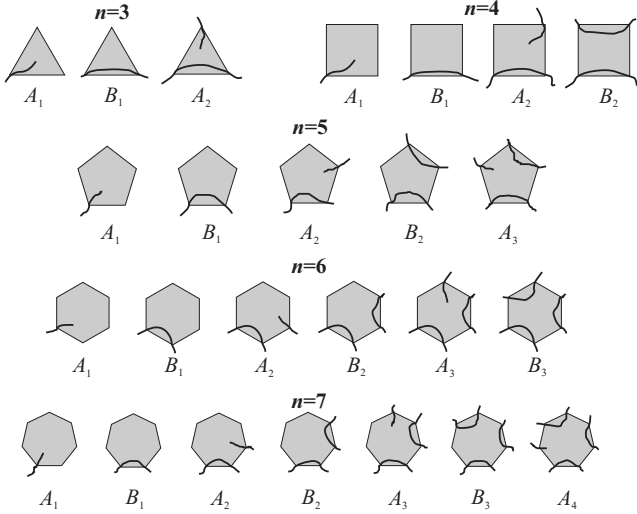 n=3 n=4
A₁ B₁ A₂ A₁ B₁ A₂ B₂
n=5
A₁ B₁ A₂ B₂ A₃
n=6
A₁ B₁ A₂ B₂ A₃ B₃
n=7
A₁ B₁ A₂ B₂ A₃ B₃ A₄